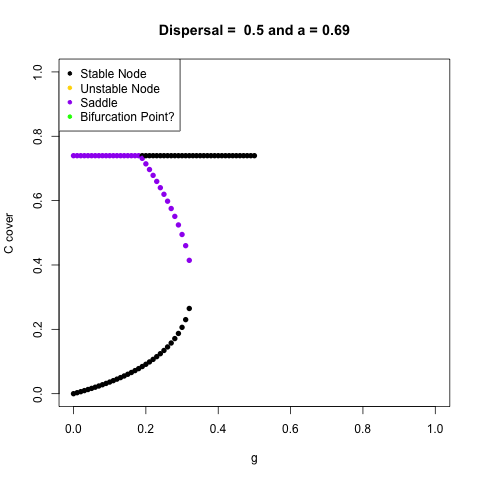 Dispersal =  0.5 and a = 0.69
Stable Node
Unstable Node
Saddle
Bifurcation Point?
C cover
1.0
0.8
0.6
0.4
0.2
0.0
0.0 0.2 0.4 0.6 0.8 1.0
g